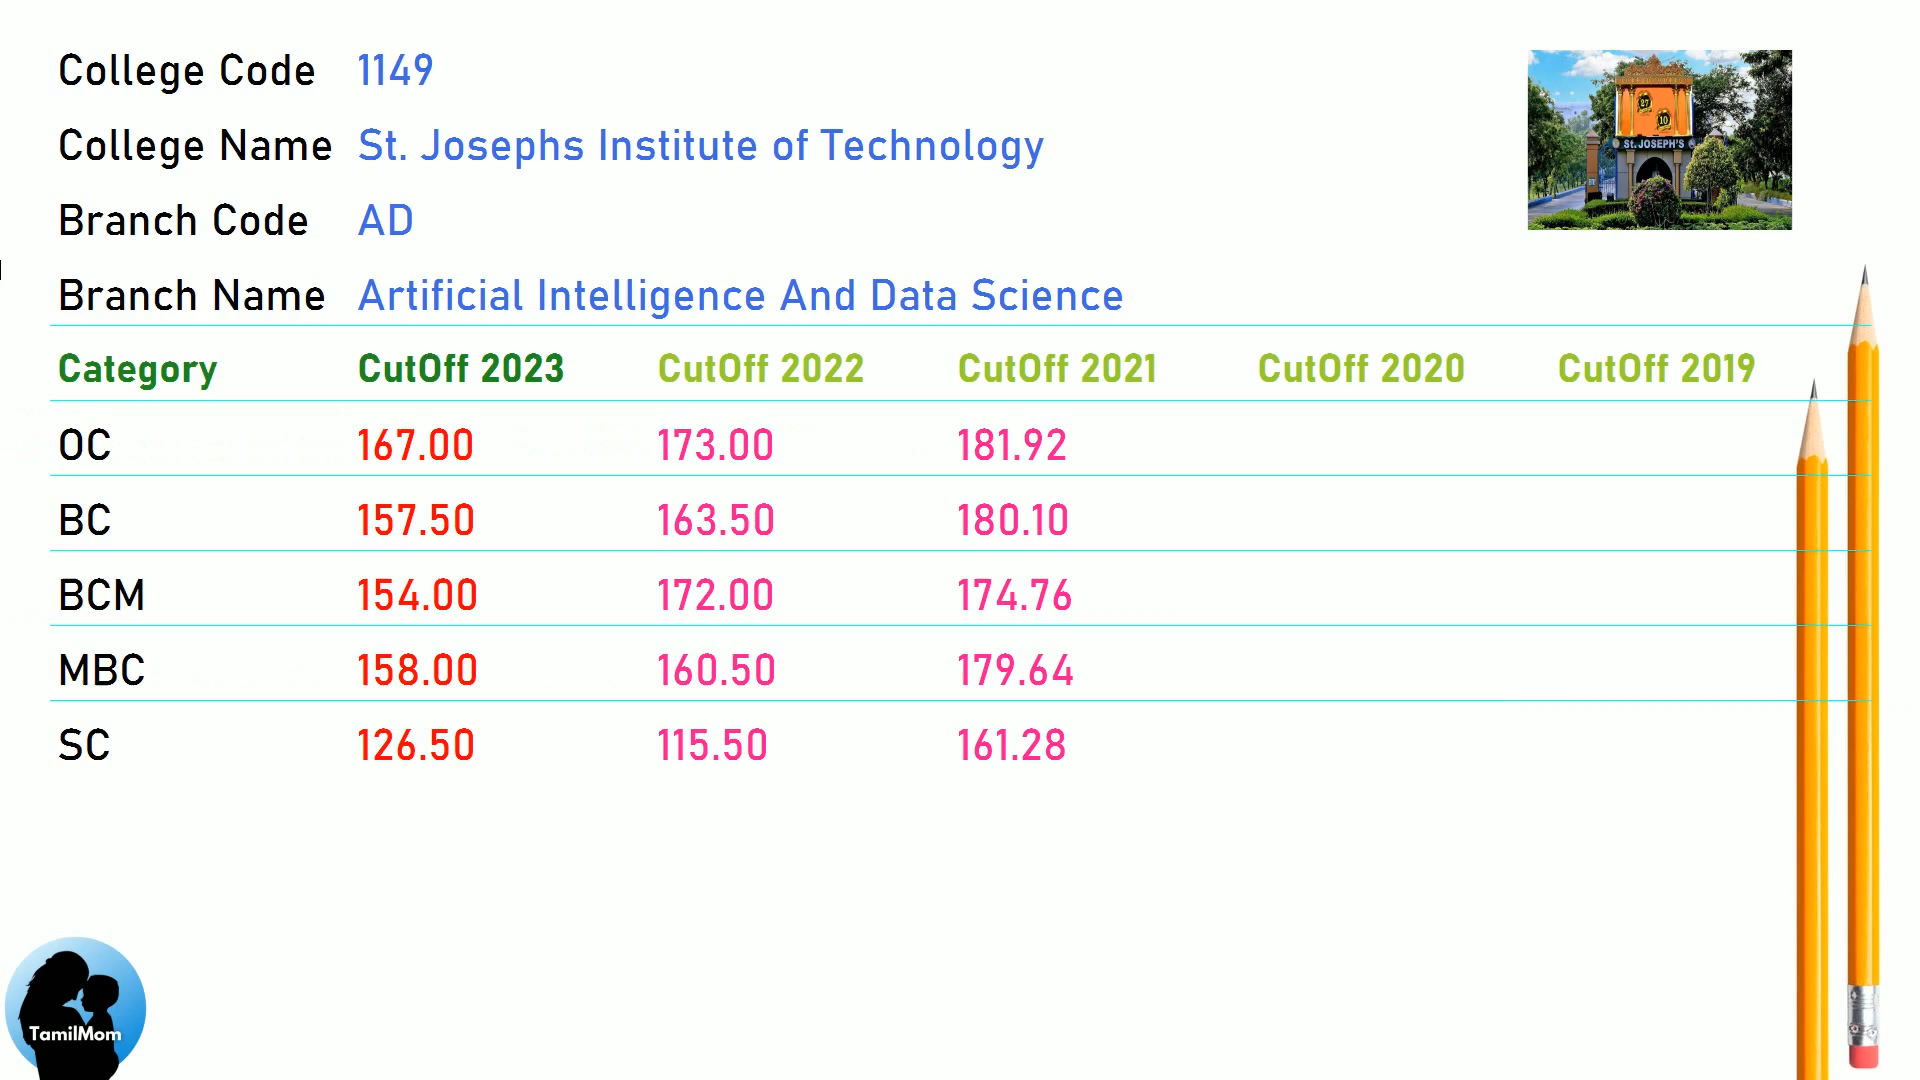 College Code 1149
College Name St. Josephs Institute of Technology
Branch Code AD
Branch Name Artificial Intelligence And Data Science
Category CutOff 2023 CutOff 2022 CutOff 2021 CutOff 2020 CutOff 2019
OC 167.00 173.00 181.92
BC 157.50 163.50 180.10
BCM 154.00 172.00 174.76
MBC 158.00 160.50 179.64
SC 126.50 115.50 161.28
27
10
St. JOSEPH'S
TamilMom